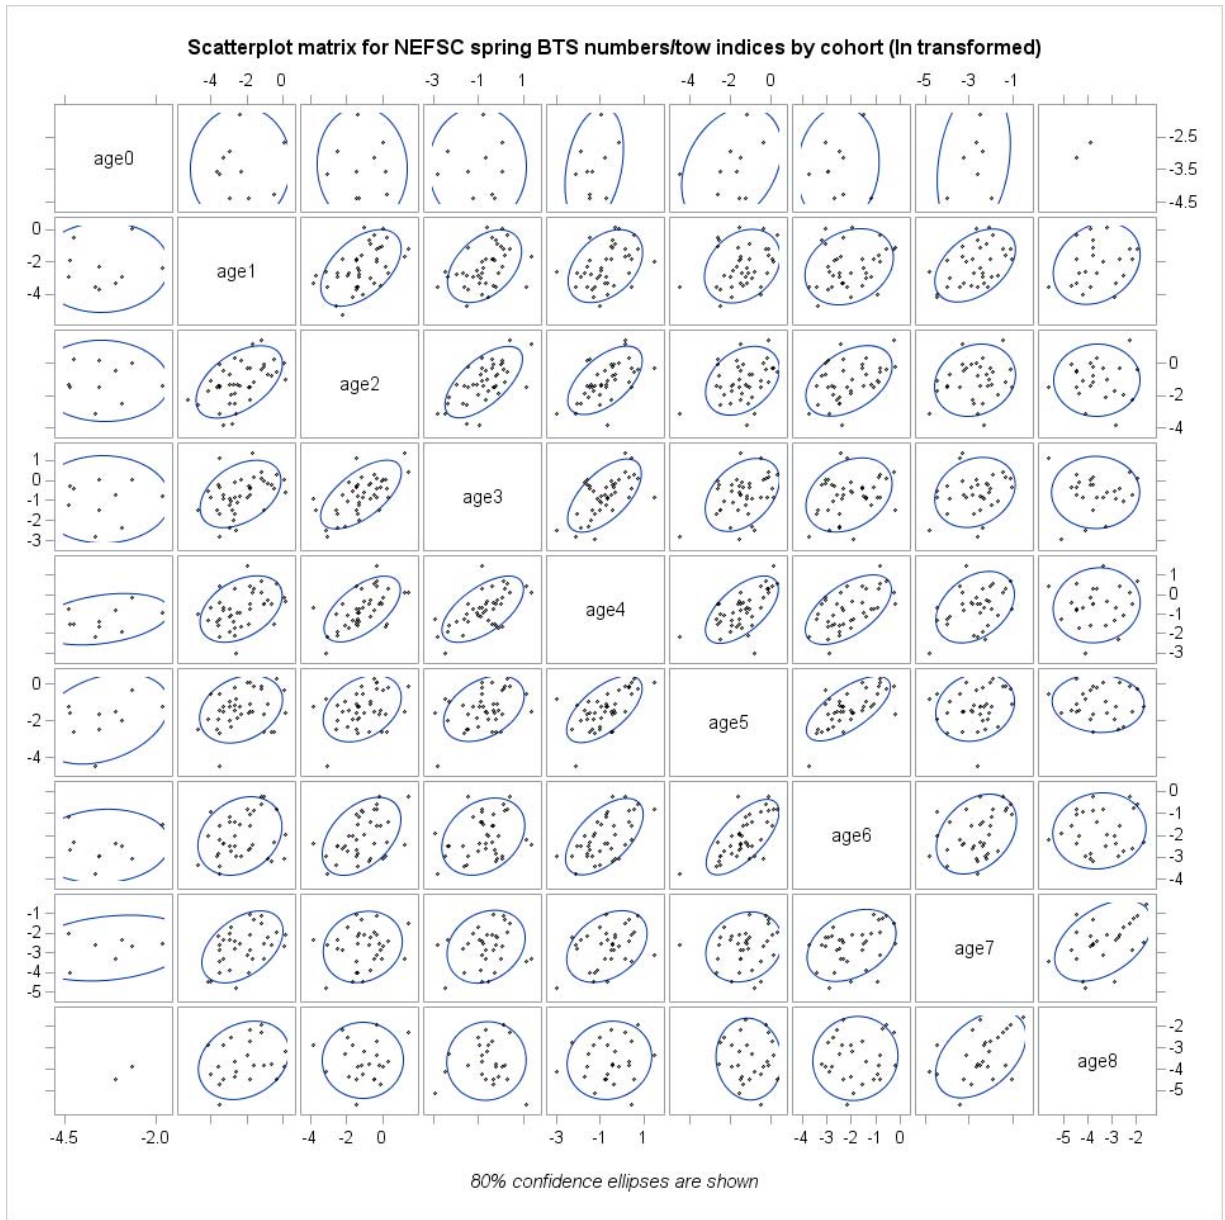 Scatterplot matrix for NEFSC spring BTS numbers/tow indices by cohort (ln transformed)
-4 -2 0 -3 -1 1 -4 -2 0 -5 -3 -1
age0
-2.5
-3.5
-4.5
0
-2
-4
age1
age2
0
-2
-4
1
0
-1
-2
-3
age3
age4
1
0
-1
-2
-3
0
-2
-4
age5
age6
0
-1
-2
-3
-4
-1
-2
-3
-4
-5
age7
age8
-2
-3
-4
-5
-4.5 -2.0 -4 -2 0 -3 -1 1 -4 -3 -2 -1 0 -5 -4 -3 -2
80% confidence ellipses are shown